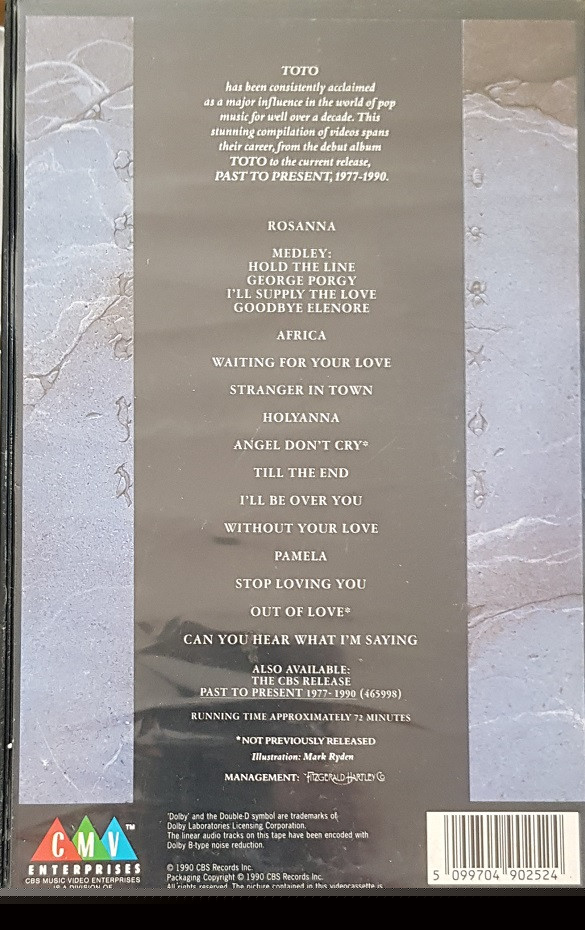 TOTO
has been consistently acclaimed
as a major influence in the world of pop
music for well over a decade. This
stunning compilation of videos spans
their career, from the debut album
TOTO to the current release,
PAST TO PRESENT, 1977-1990.
ROSANNA
MEDLEY:
HOLD THE LINE
GEORGE PORGY
I'LL SUPPLY THE LOVE
GOODBYE ELENORE
AFRICA
WAITING FOR YOUR LOVE
STRANGER IN TOWN
HOLYANNA
ANGEL DON'T CRY*
TILL THE END
I'LL BE OVER YOU
WITHOUT YOUR LOVE
PAMELA
STOP LOVING YOU
OUT OF LOVE*
CAN YOU HEAR WHAT I'M SAYING
ALSO AVAILABLE:
THE CBS RELEASE
PAST TO PRESENT 1977-1990 (465998)
RUNNING TIME APPROXIMATELY 72 MINUTES
*NOT PREVIOUSLY RELEASED
Illustration: Mark Ryden
MANAGEMENT: FITZGERALD HARTLEY Co
CMV™
ENTERPRISES
CBS MUSIC VIDEO ENTERPRISES
IS A DIVISION OF
'Dolby' and the Double-D symbol are trademarks of
Dolby Laboratories Licensing Corporation.
The linear audio tracks on this tape have been encoded with
Dolby B-type noise reduction.
© 1990 CBS Records Inc.
Packaging Copyright © 1990 CBS Records Inc.
All rights reserved. The picture contained in this videocassette is
5 099704 902524